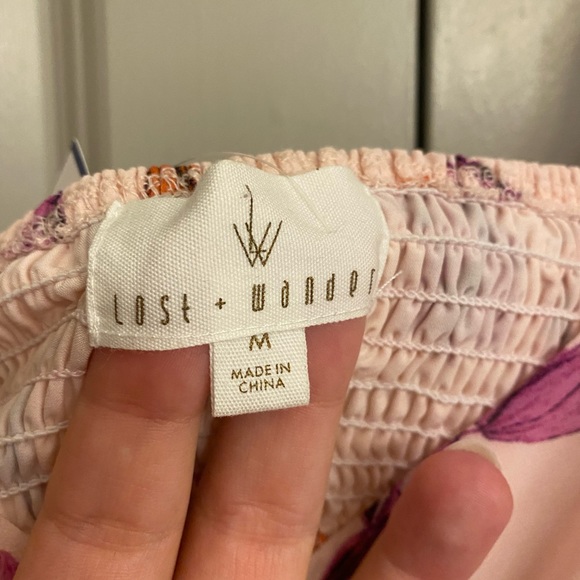 Lost + Wander
M
MADE IN
CHINA